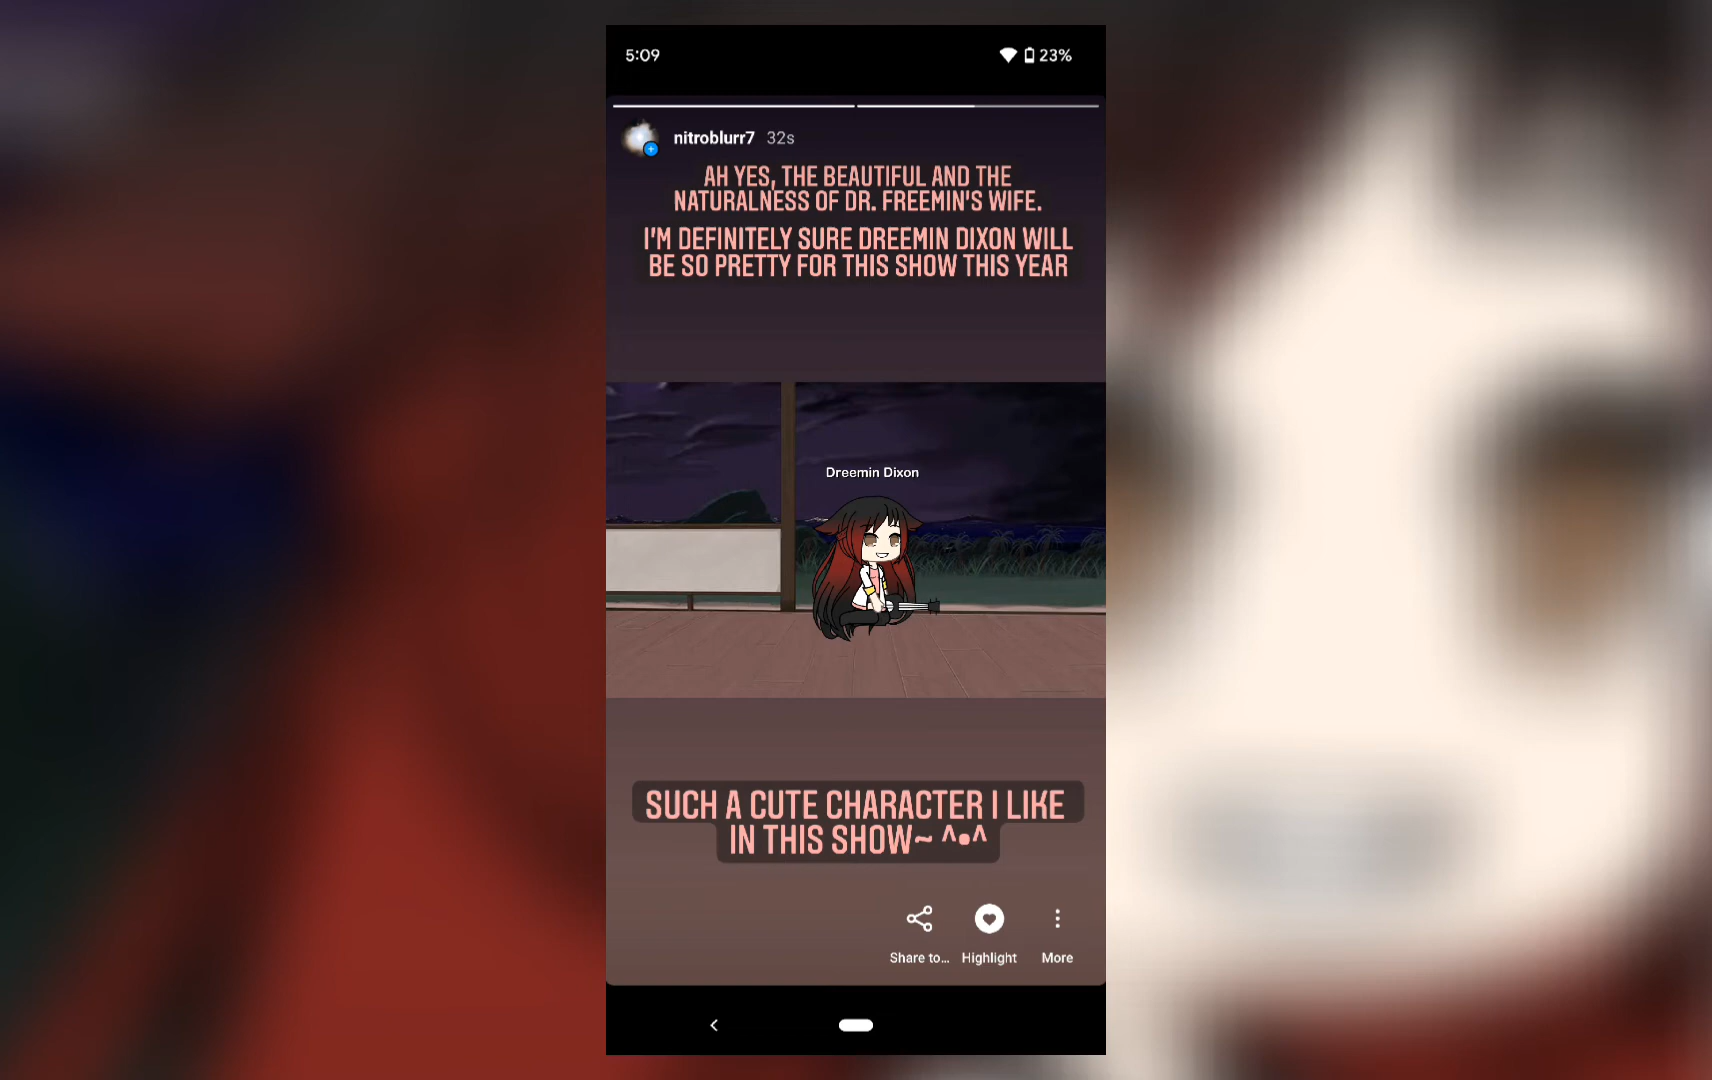 5:09
23%
nitroblurr7 32s
AH YES, THE BEAUTIFUL AND THE
NATURALNESS OF DR. FREEMIN'S WIFE.
I'M DEFINITELY SURE DREEMIN DIXON WILL
BE SO PRETTY FOR THIS SHOW THIS YEAR
Dreemin Dixon
SUCH A CUTE CHARACTER I LIKE
IN THIS SHOW~ ^•^
Share to... Highlight More